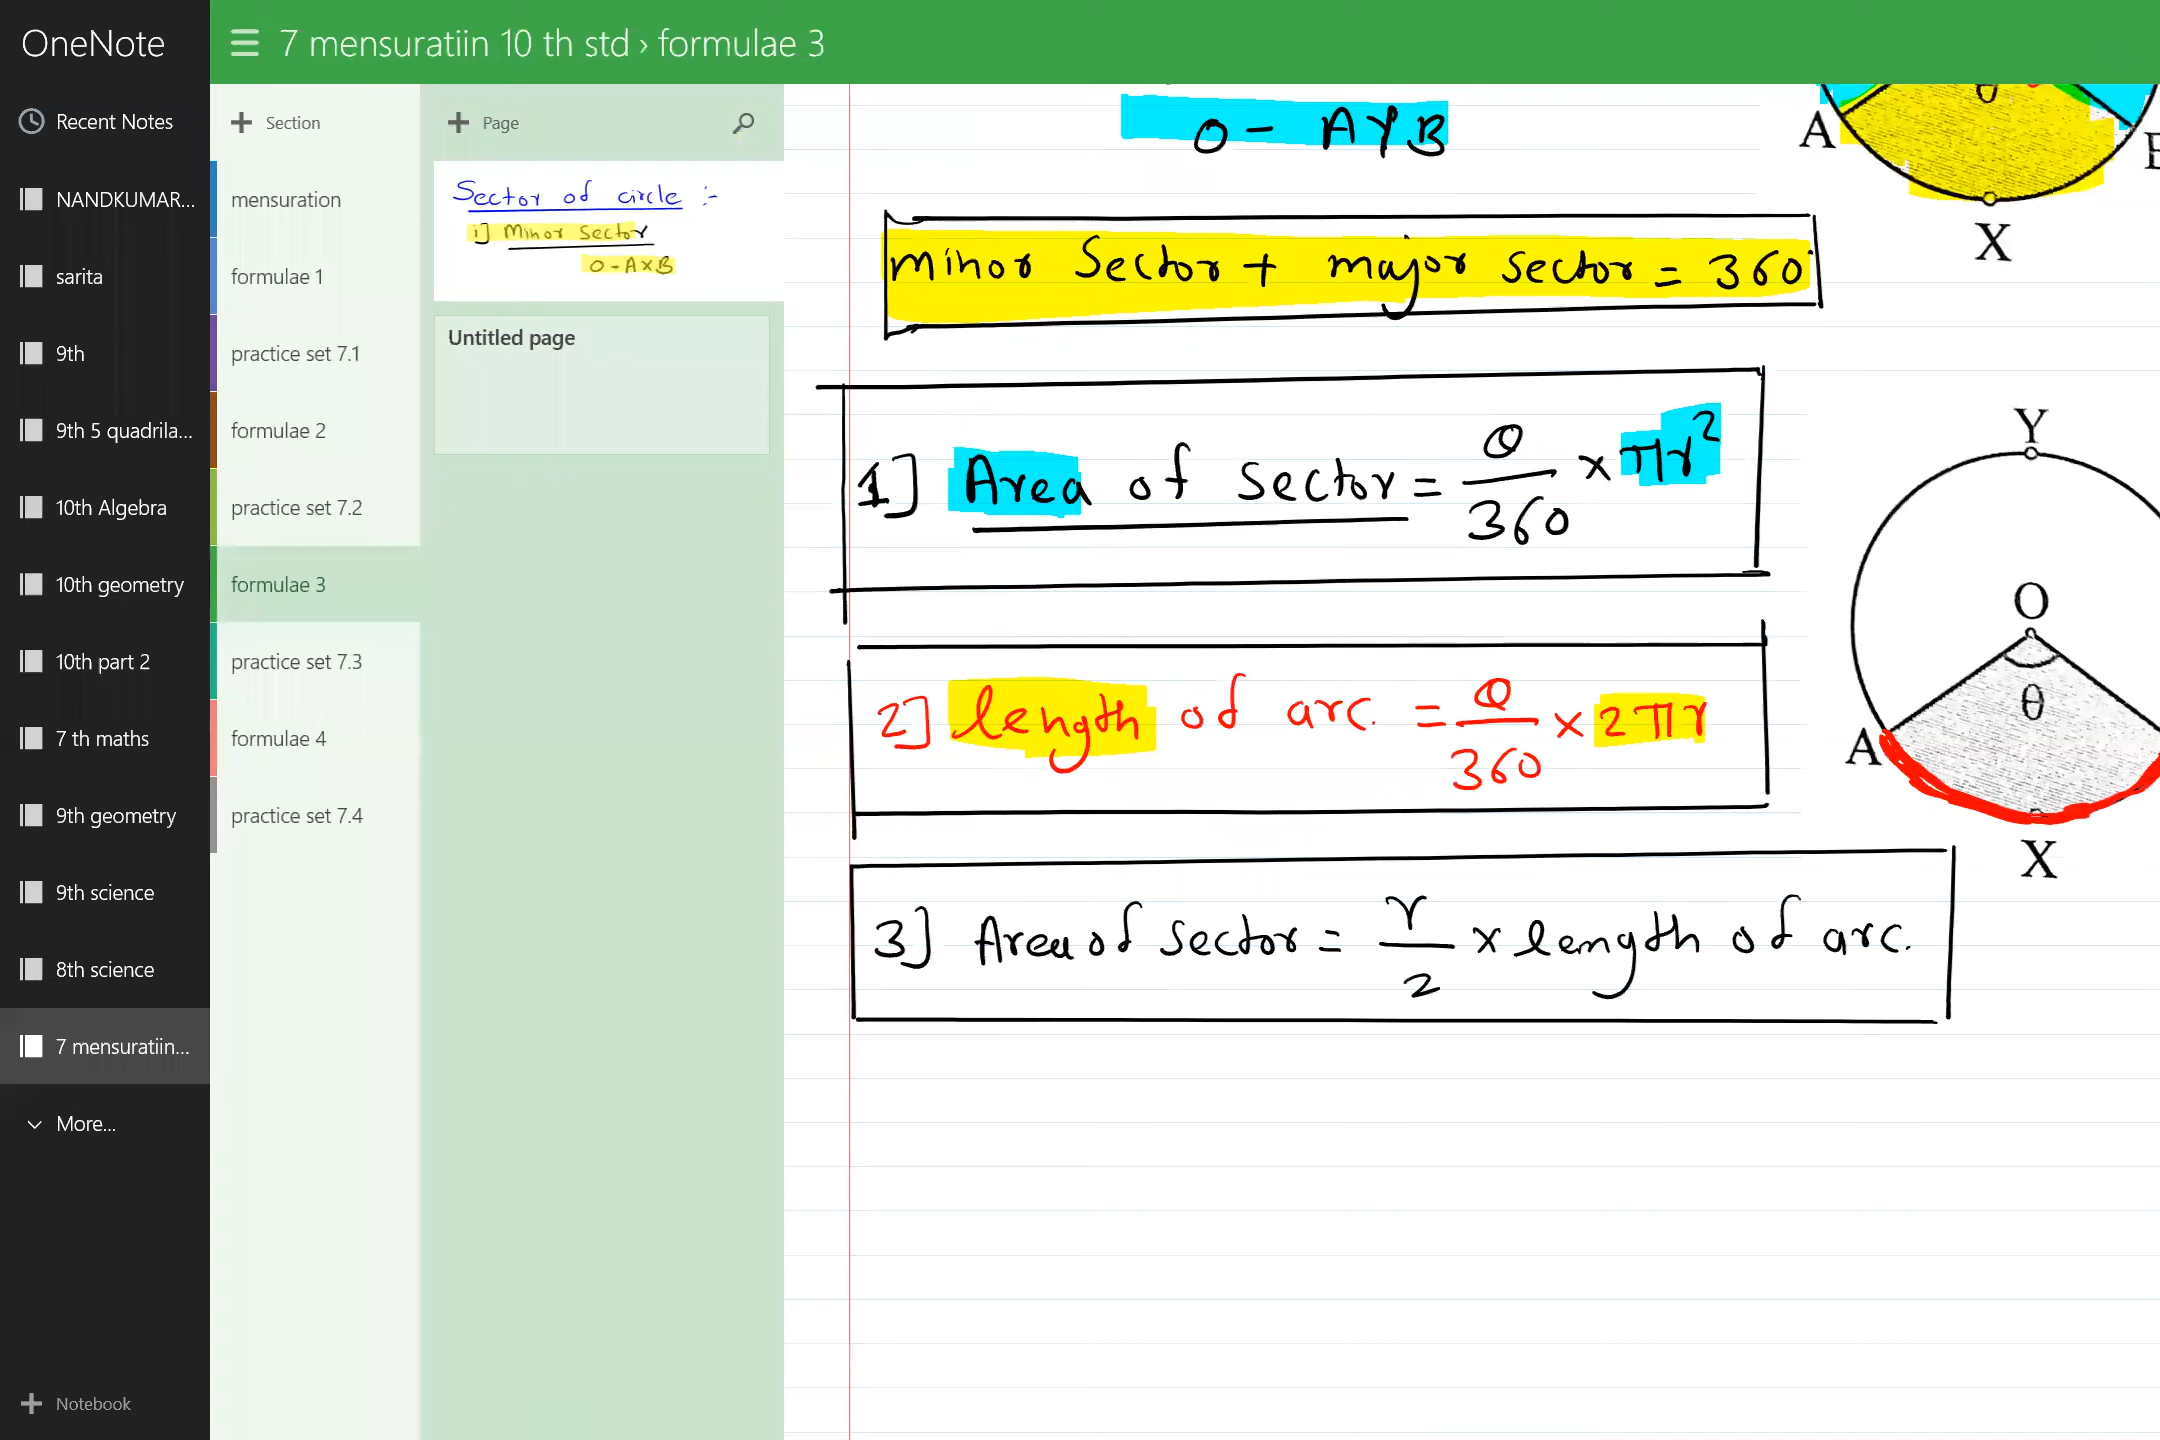 OneNote
7 mensuratiin 10 th std › formulae 3
Recent Notes
NANDKUMAR...
sarita
9th
9th 5 quadrila...
10th Algebra
10th geometry
10th part 2
7 th maths
9th geometry
9th science
8th science
7 mensuratiin...
More...
Notebook
Section
mensuration
formulae 1
practice set 7.1
formulae 2
practice set 7.2
formulae 3
practice set 7.3
formulae 4
practice set 7.4
Page
Sector of circle :-
i] Minor Sector
O - A X B
Untitled page
O - A Y B
θ
A
X
Minor Sector + major sector = 360°
1] Area of sector = θ/360 × πr²
2] length of arc. = θ/360 × 2πr
3] Area of sector = r/2 × length of arc.
Y
O
θ
A
X